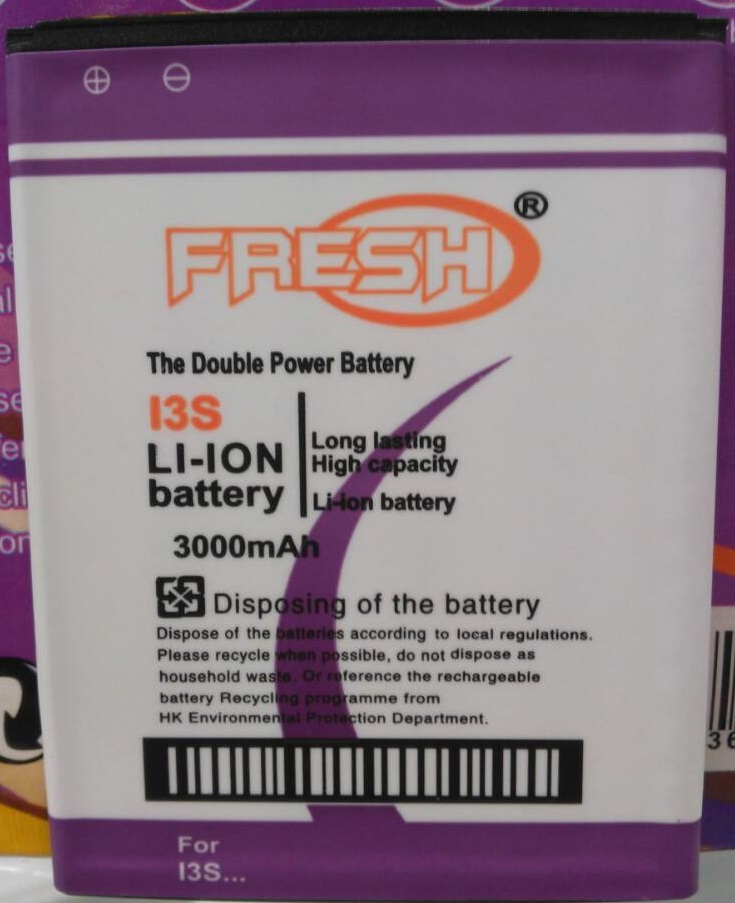 FRESH®
The Double Power Battery
I3S
LI-ION
battery
Long lasting
High capacity
Li-ion battery
3000mAh
Disposing of the battery
Dispose of the batteries according to local regulations.
Please recycle when possible, do not dispose as
household waste. Or reference the rechargeable
battery Recycling programme from
HK Environmental Protection Department.
For
I3S...
36